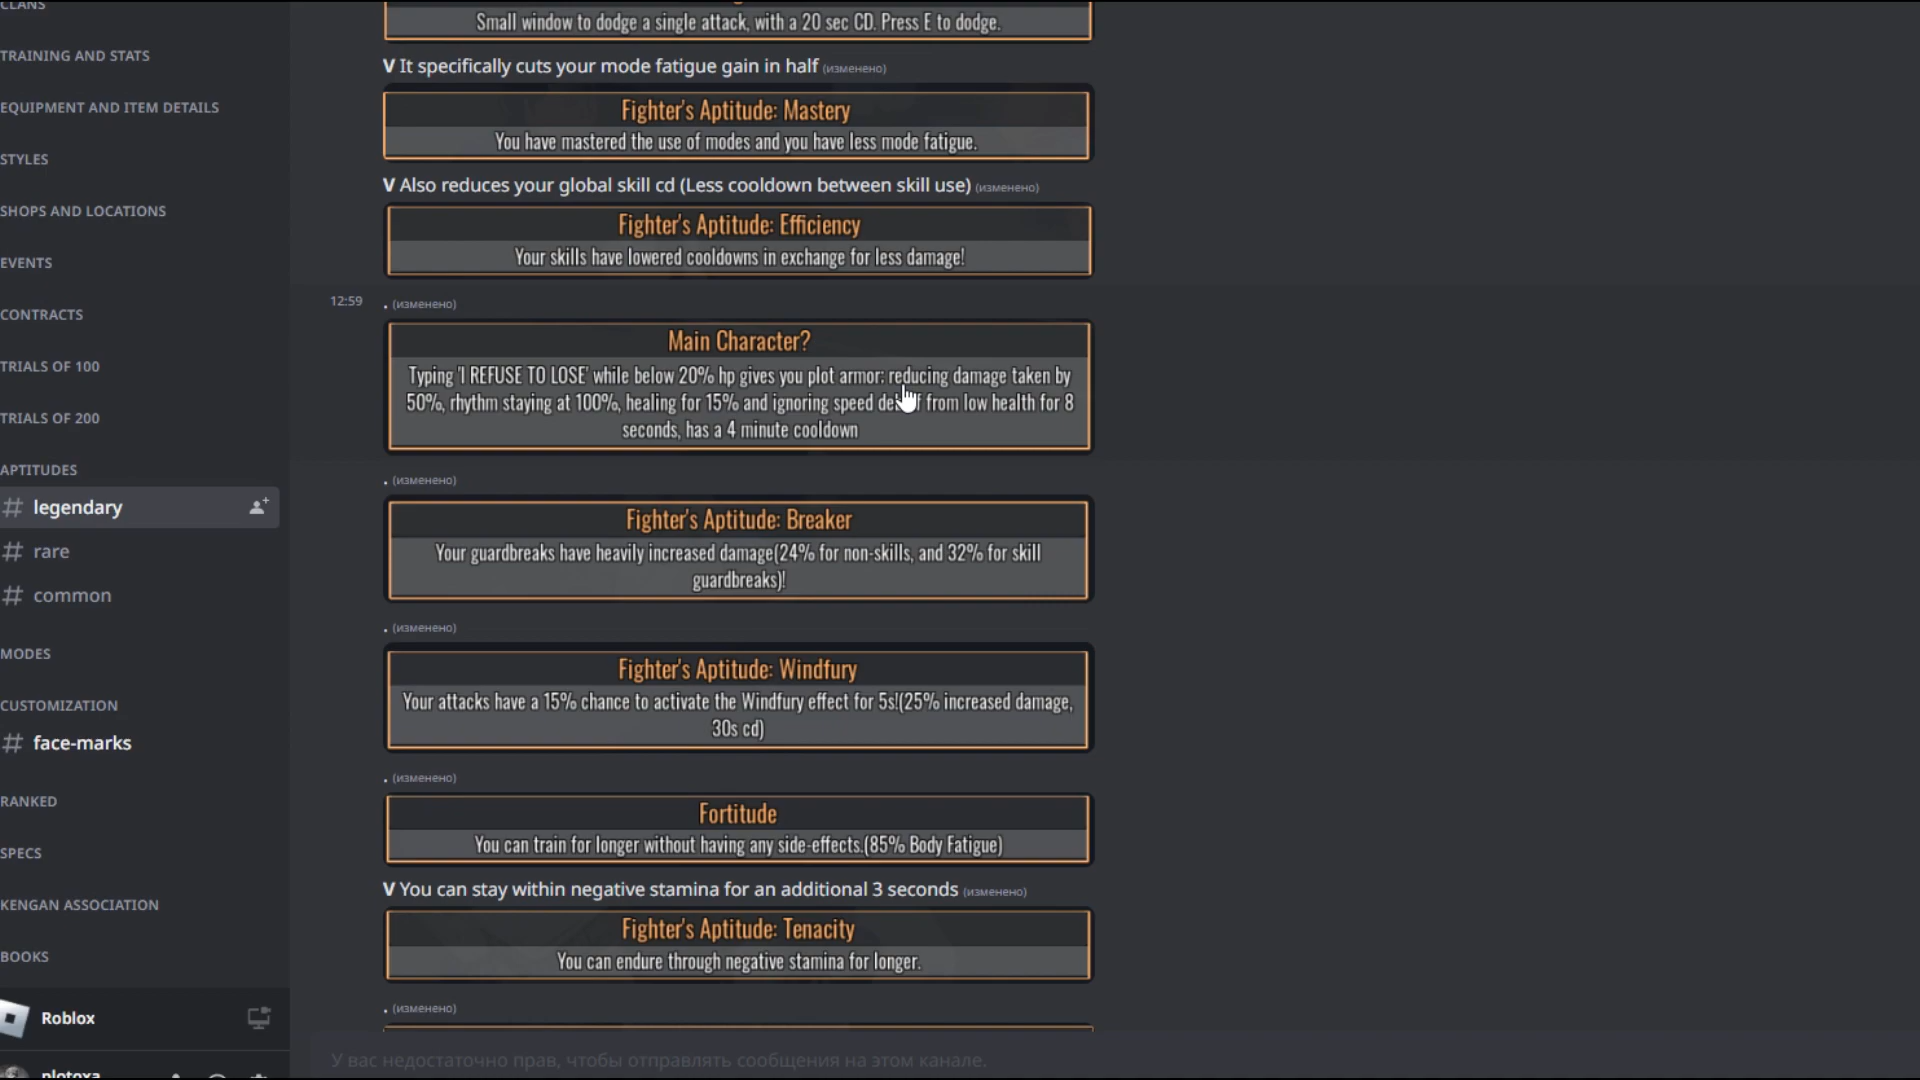 CLANS
TRAINING AND STATS
EQUIPMENT AND ITEM DETAILS
STYLES
SHOPS AND LOCATIONS
EVENTS
CONTRACTS
TRIALS OF 100
TRIALS OF 200
APTITUDES
# legendary
# rare
# common
MODES
CUSTOMIZATION
# face-marks
RANKED
SPECS
KENGAN ASSOCIATION
BOOKS
Roblox
plotoxa
Small window to dodge a single attack, with a 20 sec CD. Press E to dodge.
V It specifically cuts your mode fatigue gain in half (изменено)
Fighter's Aptitude: Mastery
You have mastered the use of modes and you have less mode fatigue.
V Also reduces your global skill cd (Less cooldown between skill use) (изменено)
Fighter's Aptitude: Efficiency
Your skills have lowered cooldowns in exchange for less damage!
12:59 . (изменено)
Main Character?
Typing 'I REFUSE TO LOSE' while below 20% hp gives you plot armor: reducing damage taken by
50%, rhythm staying at 100%, healing for 15% and ignoring speed from low health for 8
seconds, has a 4 minute cooldown
. (изменено)
Fighter's Aptitude: Breaker
Your guardbreaks have heavily increased damage(24% for non-skills, and 32% for skill
guardbreaks)!
. (изменено)
Fighter's Aptitude: Windfury
Your attacks have a 15% chance to activate the Windfury effect for 5s!(25% increased damage,
30s cd)
. (изменено)
Fortitude
You can train for longer without having any side-effects.(85% Body Fatigue)
V You can stay within negative stamina for an additional 3 seconds (изменено)
Fighter's Aptitude: Tenacity
You can endure through negative stamina for longer.
. (изменено)
У вас недостаточно прав, чтобы отправлять сообщения на этом канале.